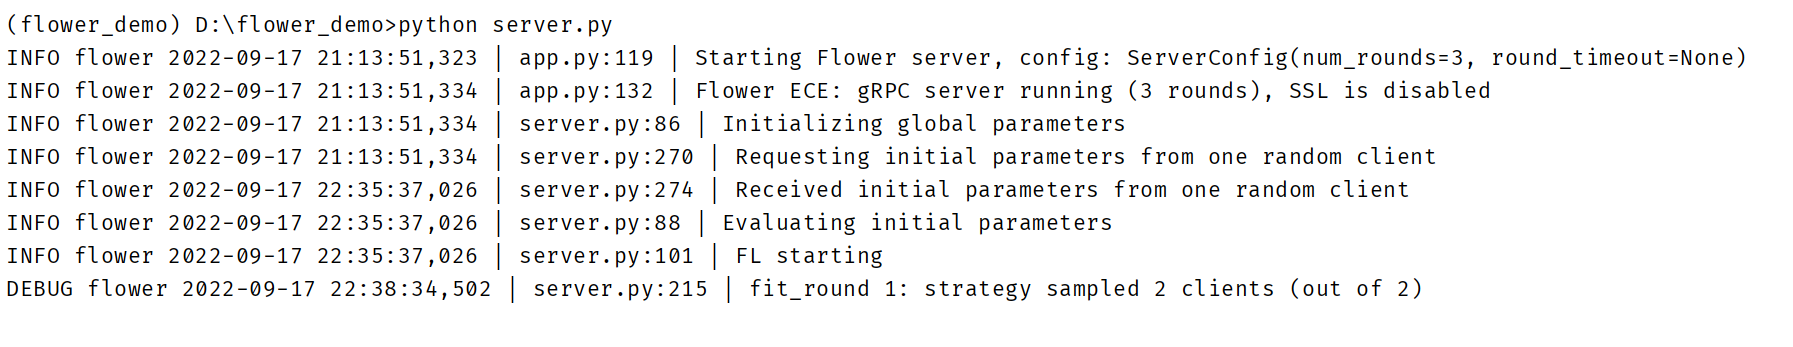 (flower_demo) D:\flower_demo>python server.py
INFO flower 2022-09-17 21:13:51,323 | app.py:119 | Starting Flower server, config: ServerConfig(num_rounds=3, round_timeout=None)
INFO flower 2022-09-17 21:13:51,334 | app.py:132 | Flower ECE: gRPC server running (3 rounds), SSL is disabled
INFO flower 2022-09-17 21:13:51,334 | server.py:86 | Initializing global parameters
INFO flower 2022-09-17 21:13:51,334 | server.py:270 | Requesting initial parameters from one random client
INFO flower 2022-09-17 22:35:37,026 | server.py:274 | Received initial parameters from one random client
INFO flower 2022-09-17 22:35:37,026 | server.py:88 | Evaluating initial parameters
INFO flower 2022-09-17 22:35:37,026 | server.py:101 | FL starting
DEBUG flower 2022-09-17 22:38:34,502 | server.py:215 | fit_round 1: strategy sampled 2 clients (out of 2)